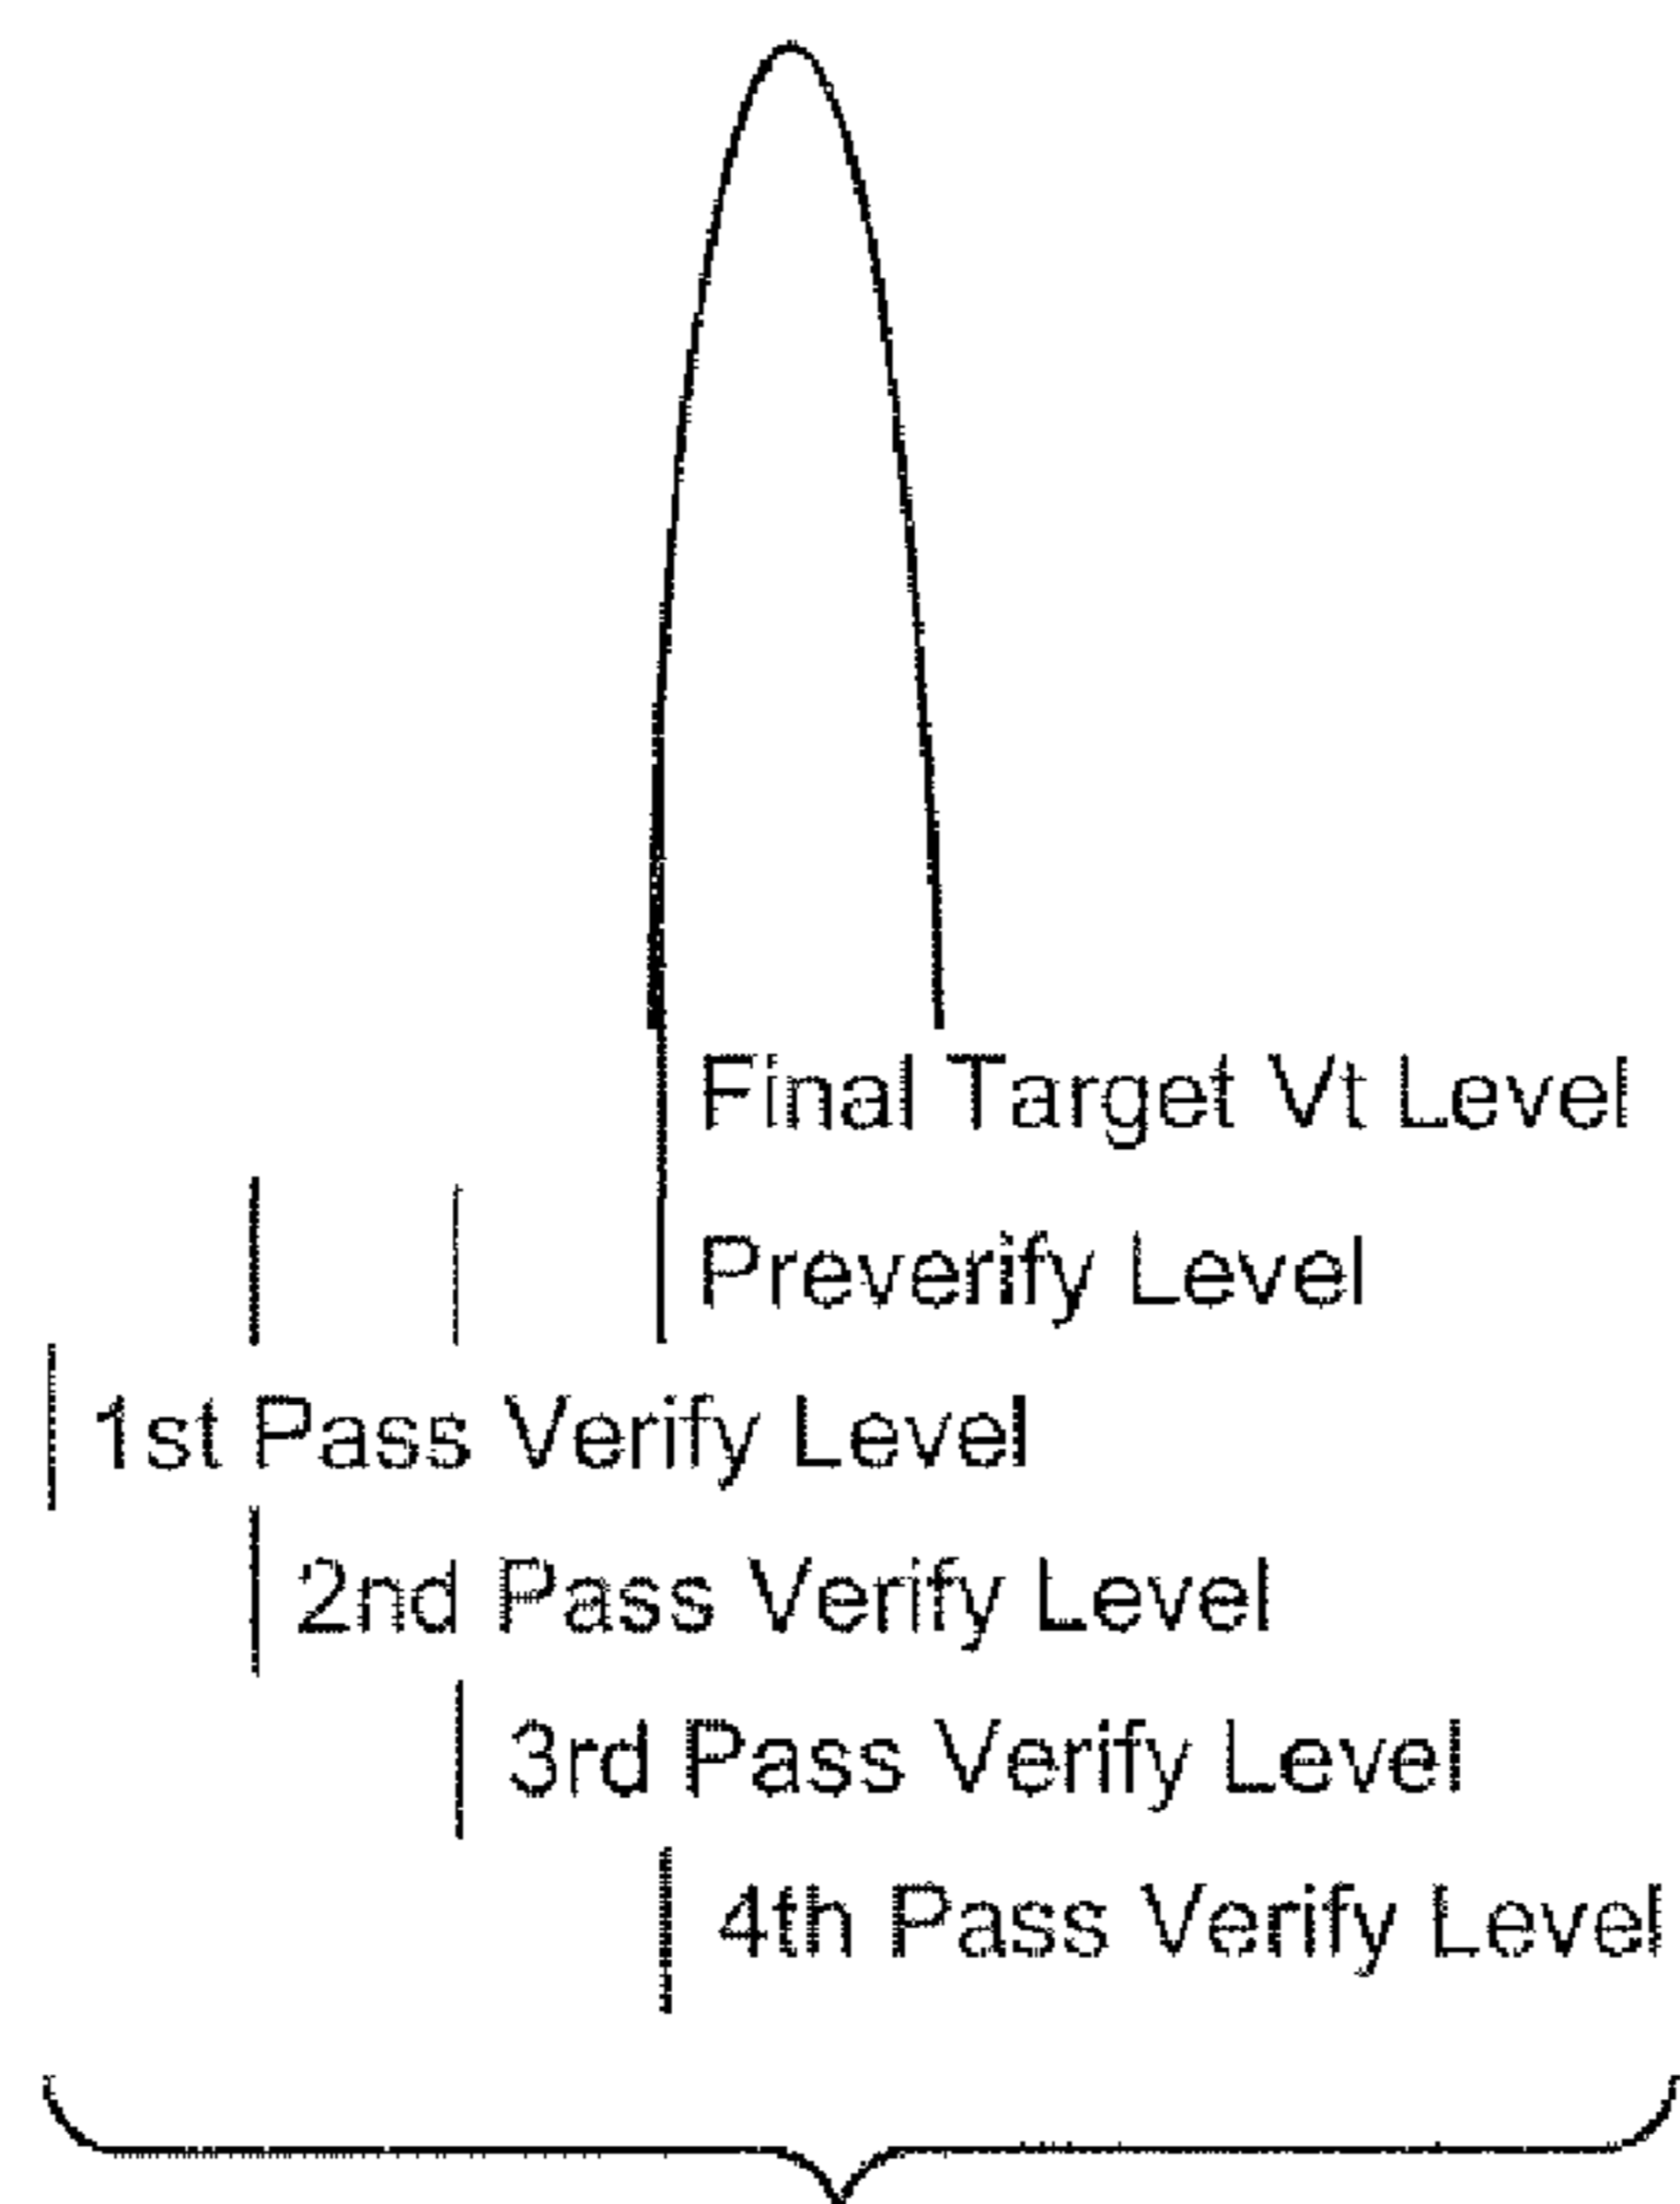 Final Target Vt Level
Preverify Level
1st Pass Verify Level
2nd Pass Verify Level
3rd Pass Verify Level
4th Pass Verify Level